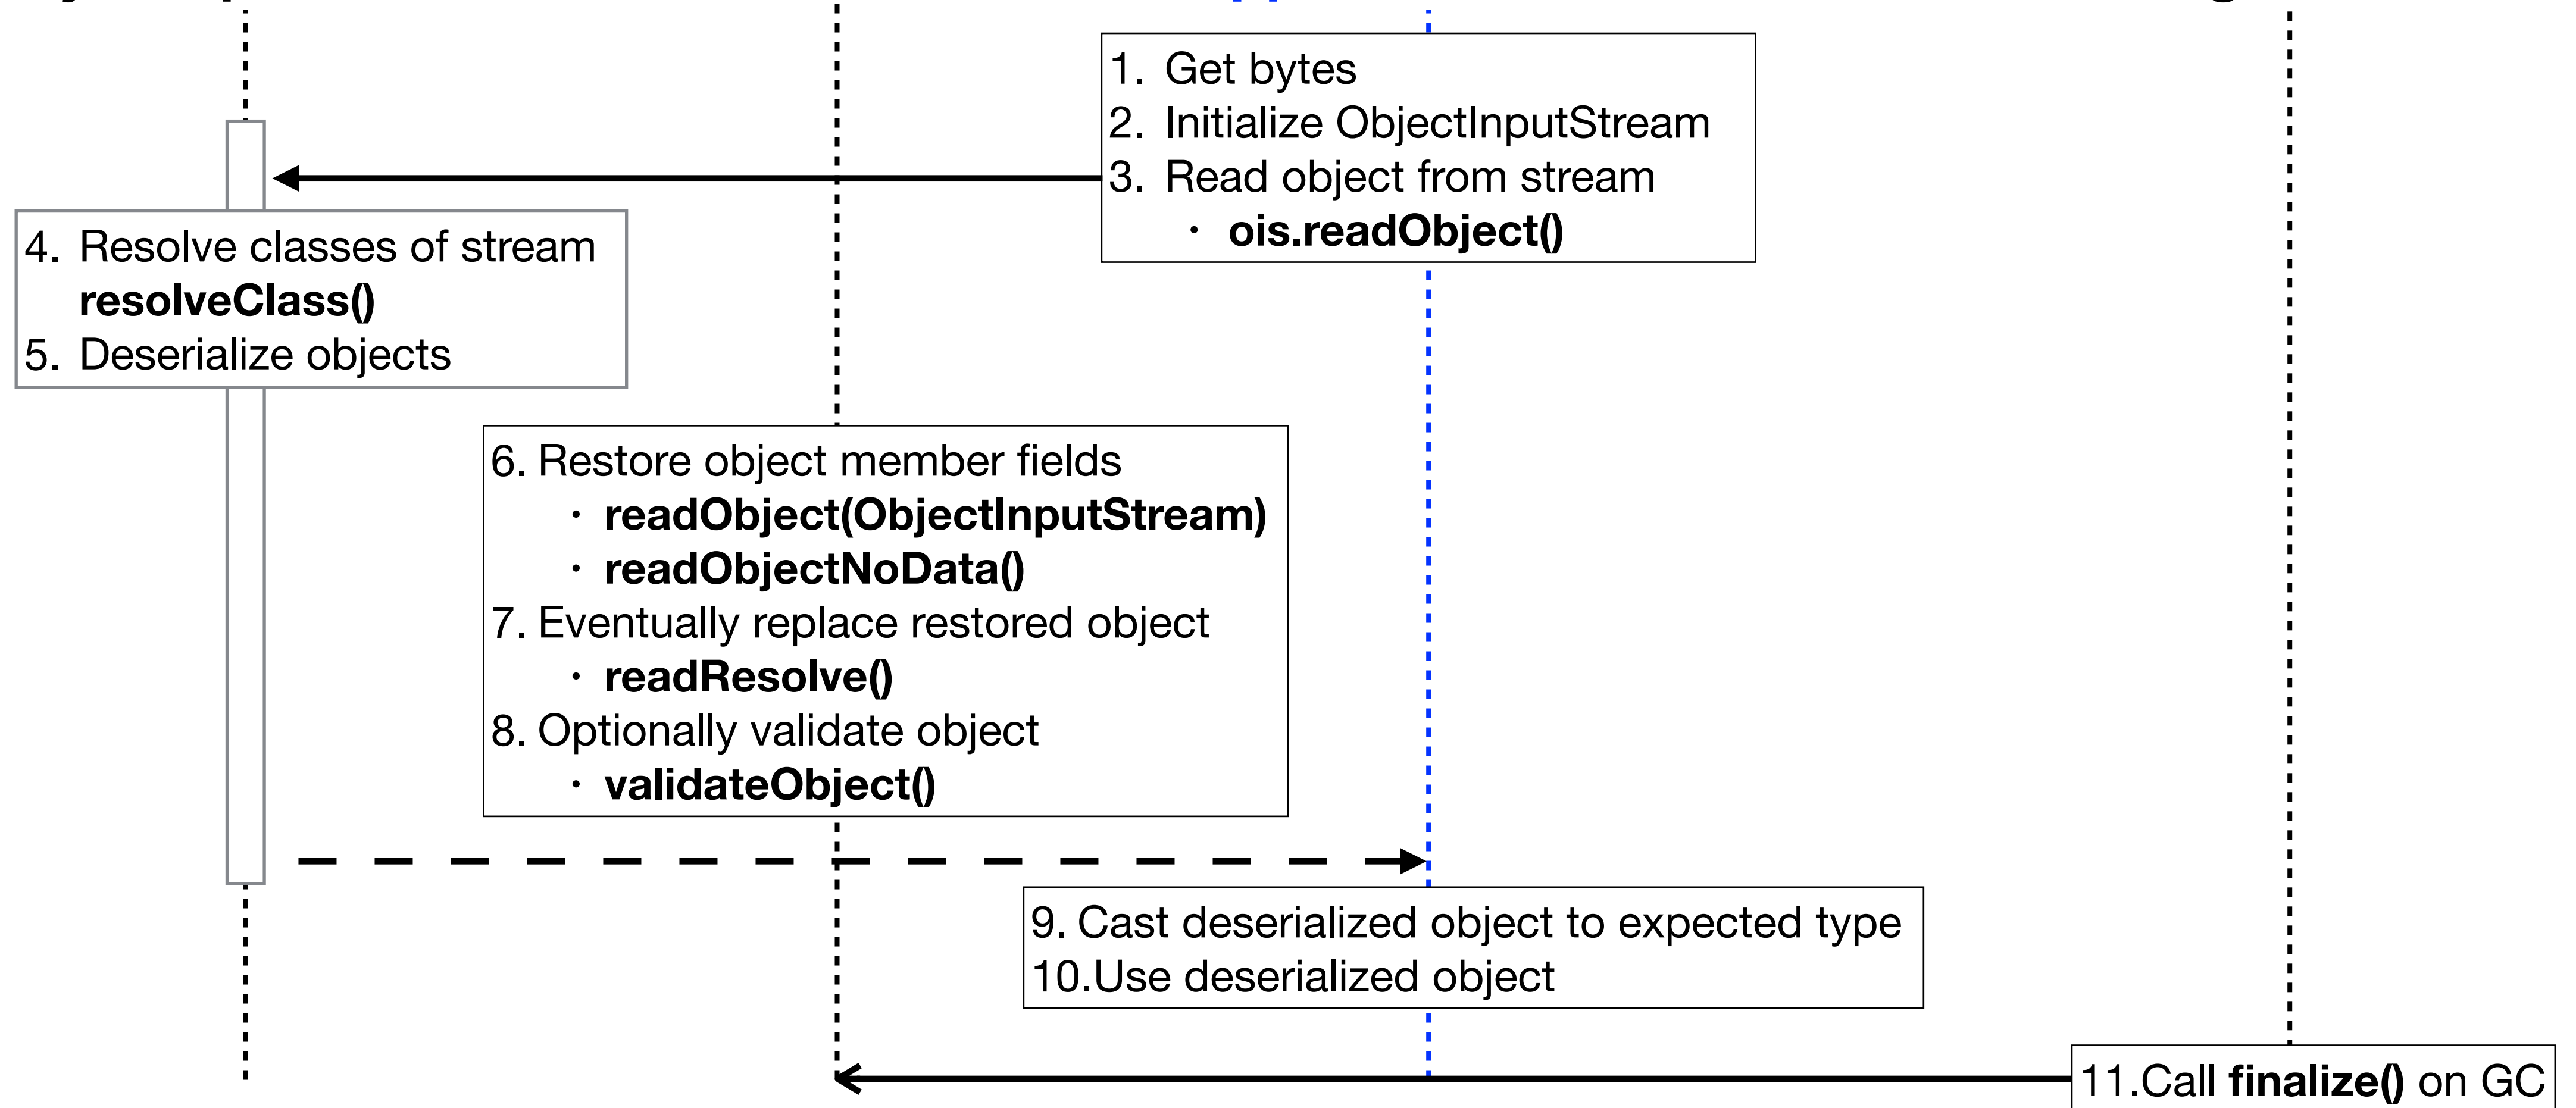 1. Get bytes
2. Initialize ObjectInputStream
3. Read object from stream
· ois.readObject()
4. Resolve classes of stream
resolveClass()
5. Deserialize objects
6. Restore object member fields
· readObject(ObjectInputStream)
· readObjectNoData()
7. Eventually replace restored object
· readResolve()
8. Optionally validate object
· validateObject()
9. Cast deserialized object to expected type
10.Use deserialized object
11.Call finalize() on GC